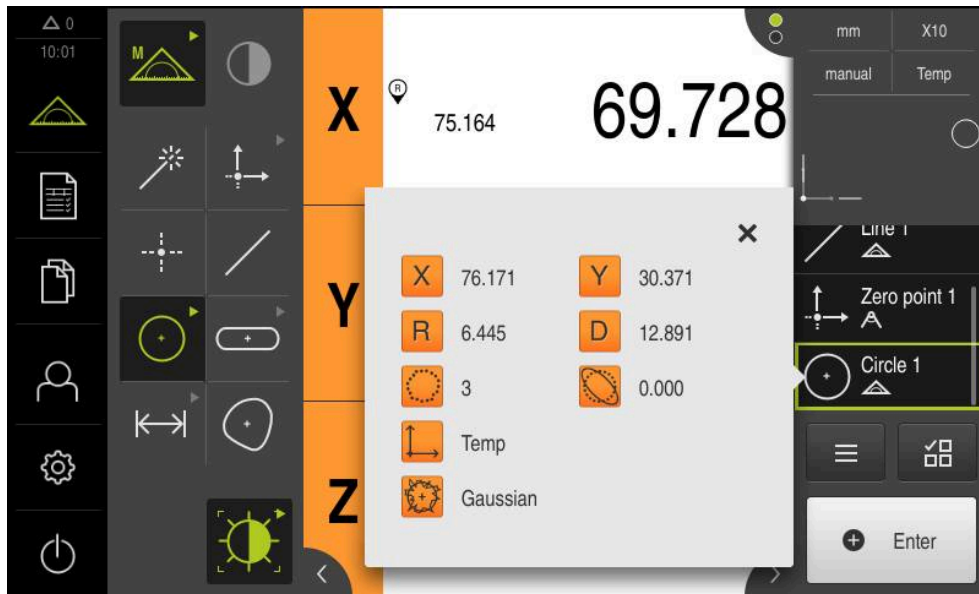 0
10:01
M
X
R
75.164
69.728
mm
X10
manual
Temp
Y
Z
X 76.171
Y 30.371
R 6.445
D 12.891
3
0.000
Temp
Gaussian
Line 1
Zero point 1
Circle 1
Enter